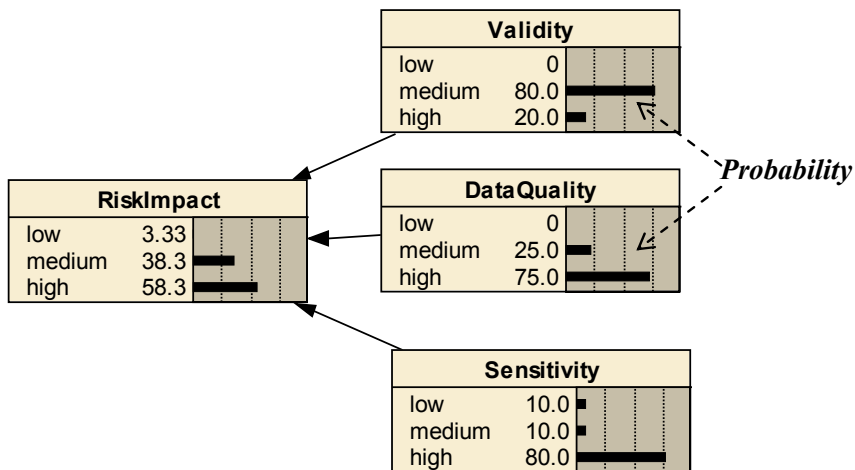 Validity
low 0
medium 80.0
high 20.0
Probability
RiskImpact
low 3.33
medium 38.3
high 58.3
DataQuality
low 0
medium 25.0
high 75.0
Sensitivity
low 10.0
medium 10.0
high 80.0